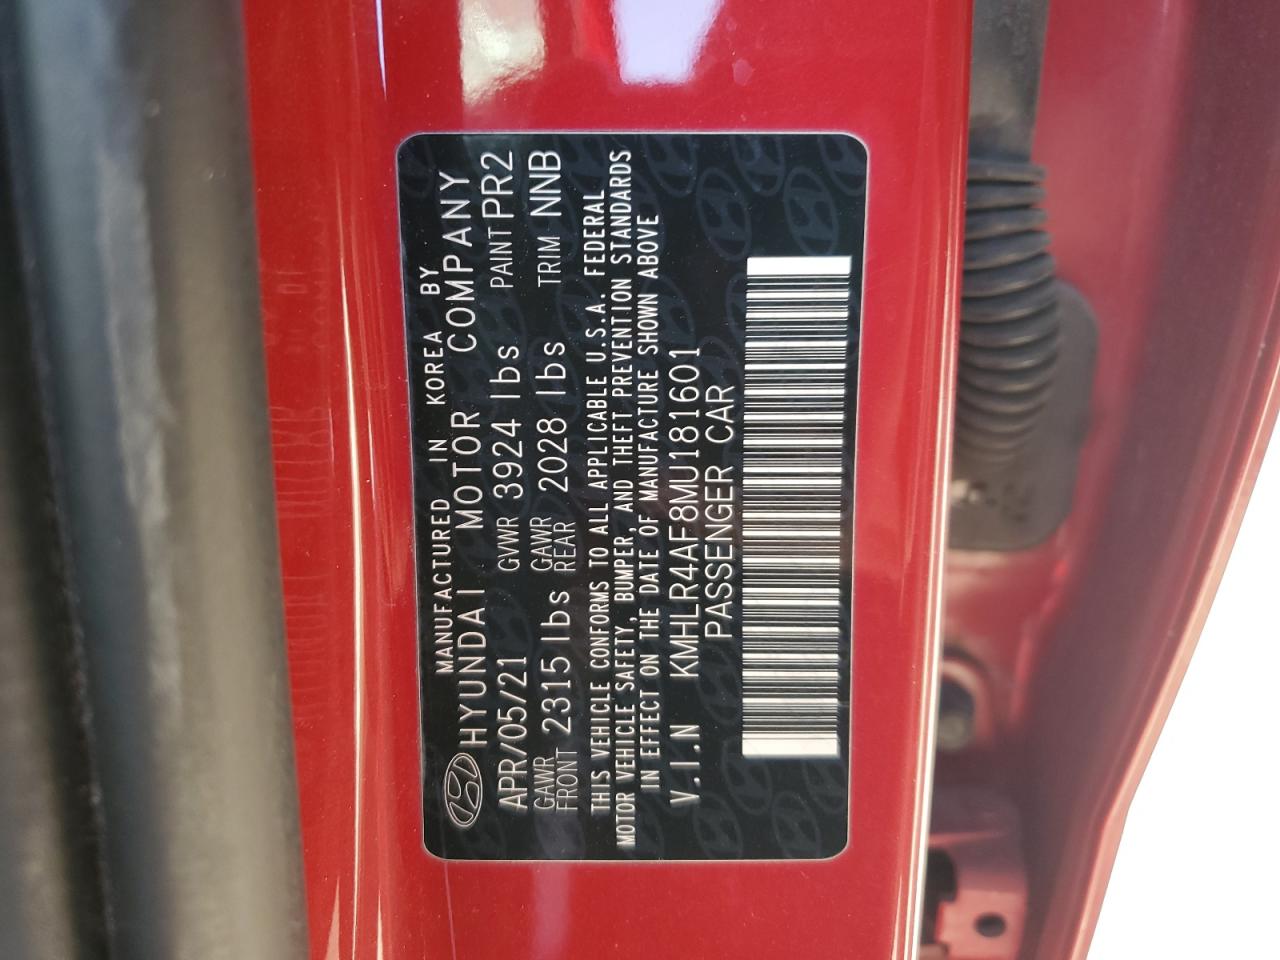 MANUFACTURED IN KOREA BY
HYUNDAI MOTOR COMPANY
APR/05/21 GVWR 3924 lbs PAINT PR2
GAWR FRONT 2315 lbs GAWR REAR 2028 lbs TRIM NNB
THIS VEHICLE CONFORMS TO ALL APPLICABLE U.S.A. FEDERAL
MOTOR VEHICLE SAFETY, BUMPER, AND THEFT PREVENTION STANDARDS
IN EFFECT ON THE DATE OF MANUFACTURE SHOWN ABOVE
V.I.N KMHLR4AF8MU181601
PASSENGER CAR